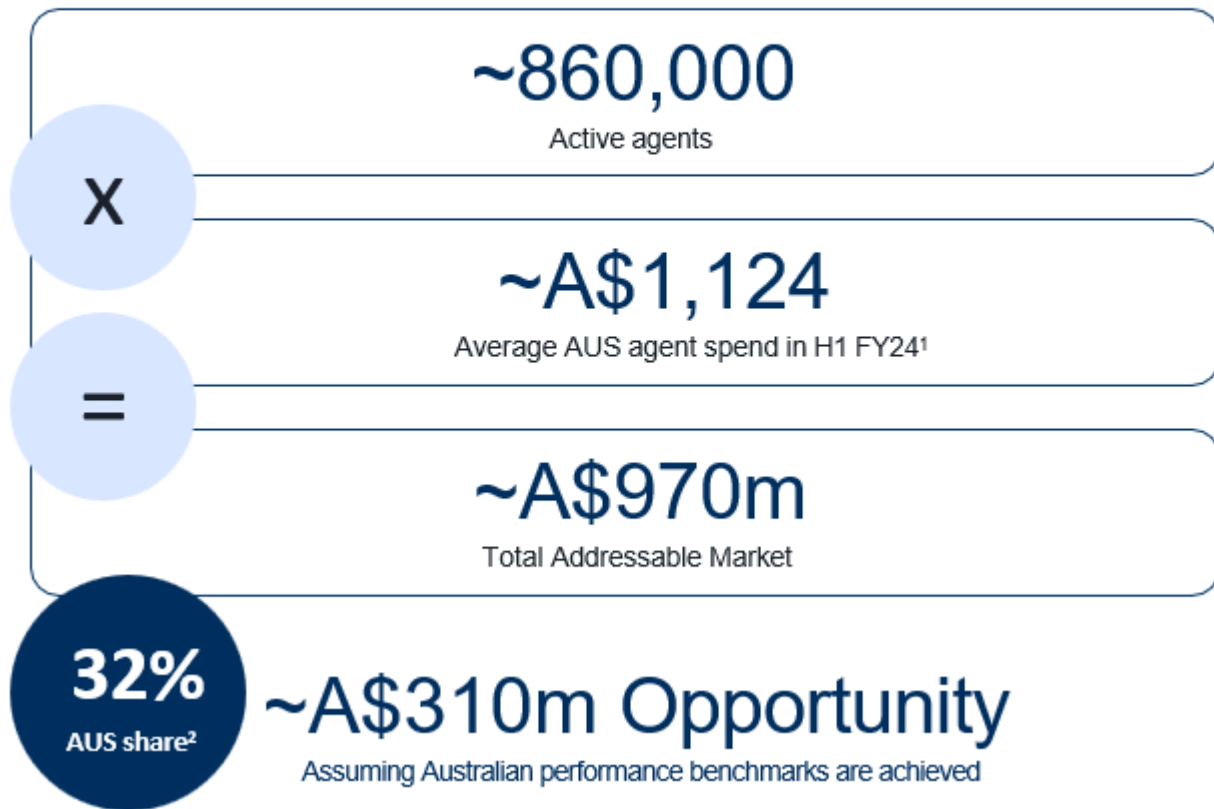 ~860,000
Active agents
x
~A$1,124
Average AUS agent spend in H1 FY24¹
=
~A$970m
Total Addressable Market
32%
AUS share²
~A$310m Opportunity
Assuming Australian performance benchmarks are achieved